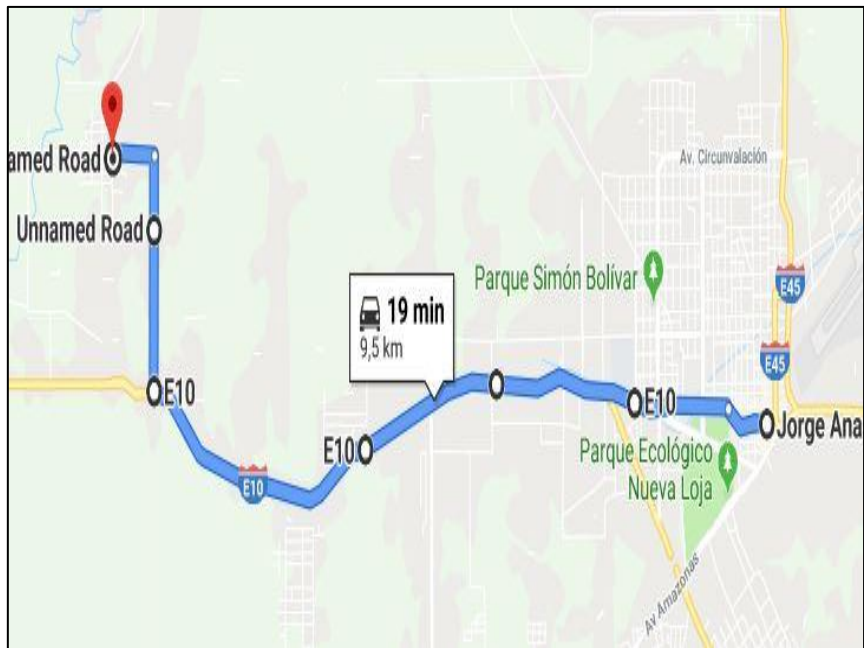 Av. Circunvalación
amed Road
Unnamed Road
Parque Simón Bolívar
E45
19 min
9,5 km
E45
E10
E10
E10
Jorge Ana
Parque Ecológico
Nueva Loja
E10
Av Amazonas